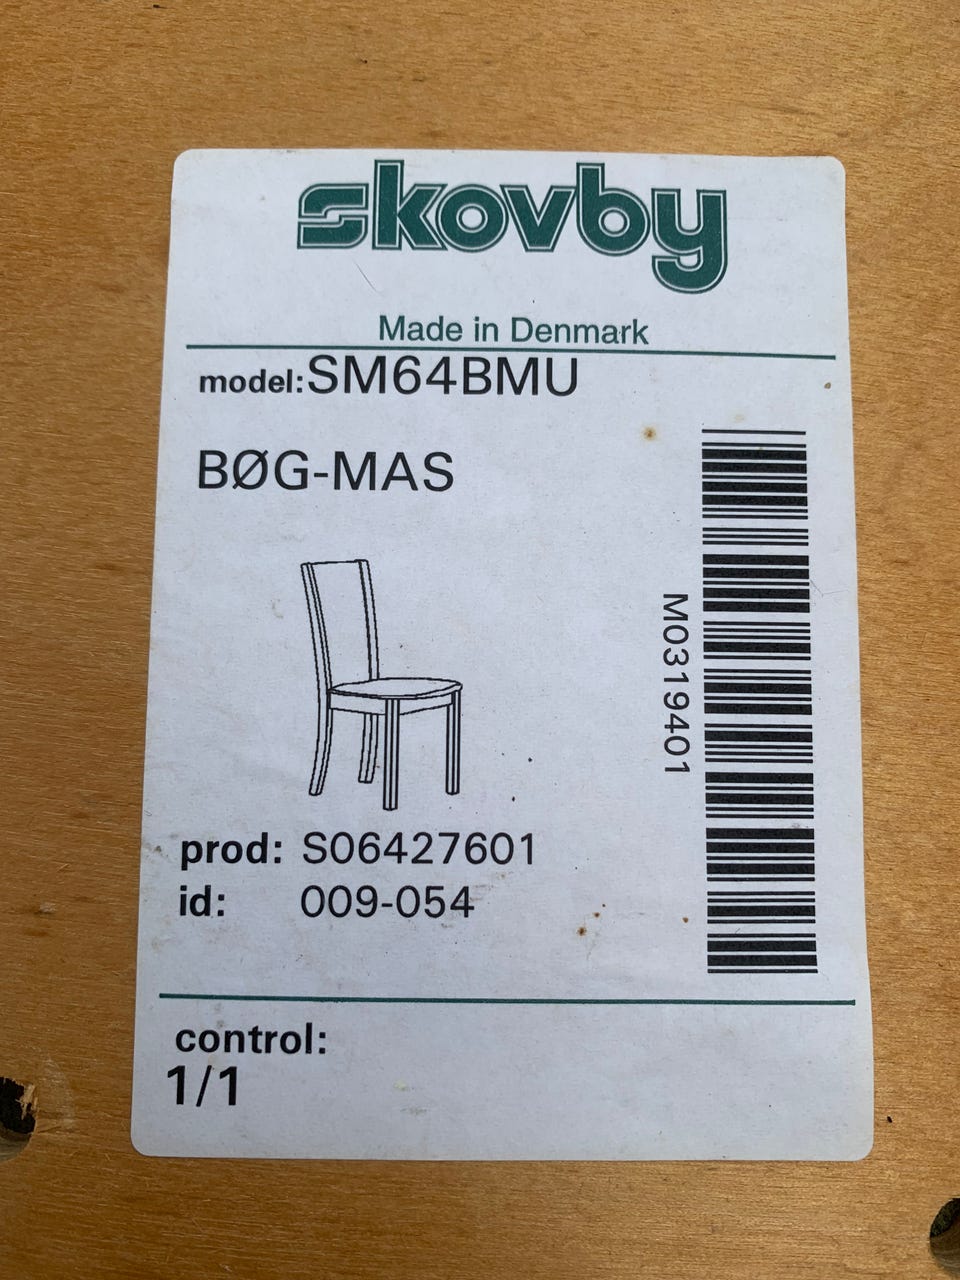 skovby
Made in Denmark
model:SM64BMU
BØG-MAS
M0319401
prod: S06427601
id: 009-054
control:
1/1